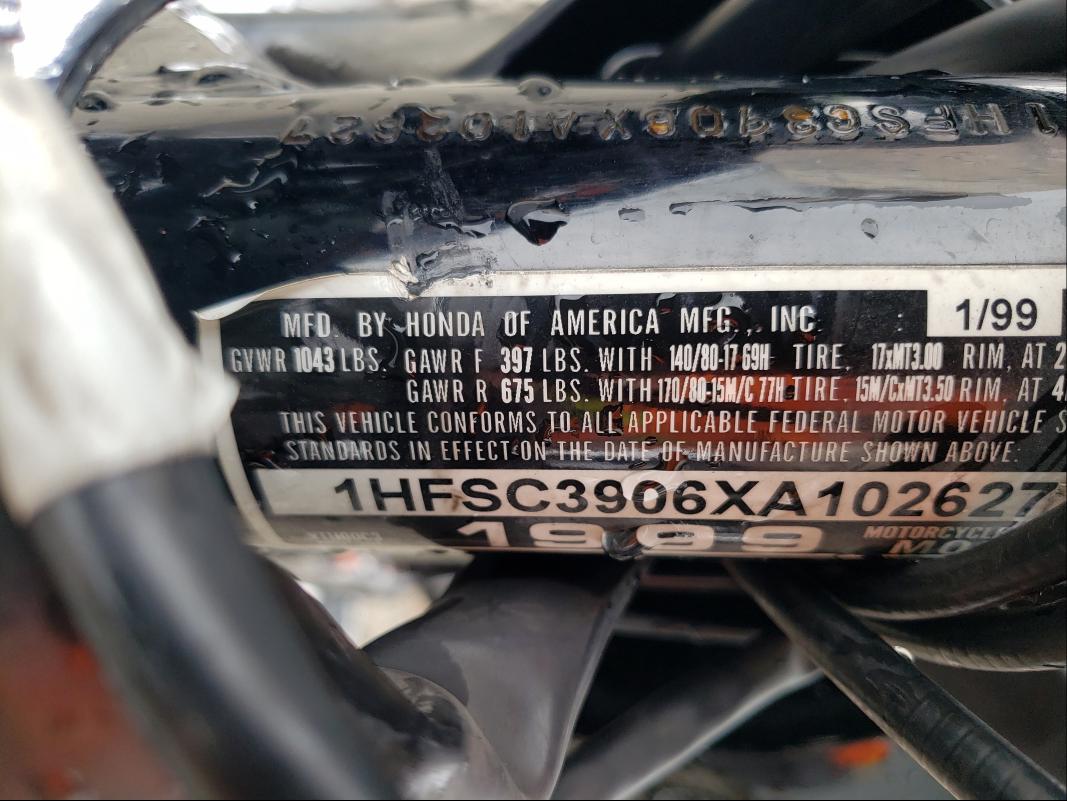 1HFSC3906XA102627
MFD. BY HONDA OF AMERICA MFG., INC. 1/99
GVWR 1043 LBS. GAWR F 397 LBS. WITH 140/80-17 69H TIRE, 17xMT3.00 RIM, AT 2
GAWR R 675 LBS. WITH 170/80-15M/C 77H TIRE, 15M/CxMT3.50 RIM, AT 4
THIS VEHICLE CONFORMS TO ALL APPLICABLE FEDERAL MOTOR VEHICLE S
STANDARDS IN EFFECT ON THE DATE OF MANUFACTURE SHOWN ABOVE.
1HFSC3906XA102627
1999 MOTORCYCLE
MO